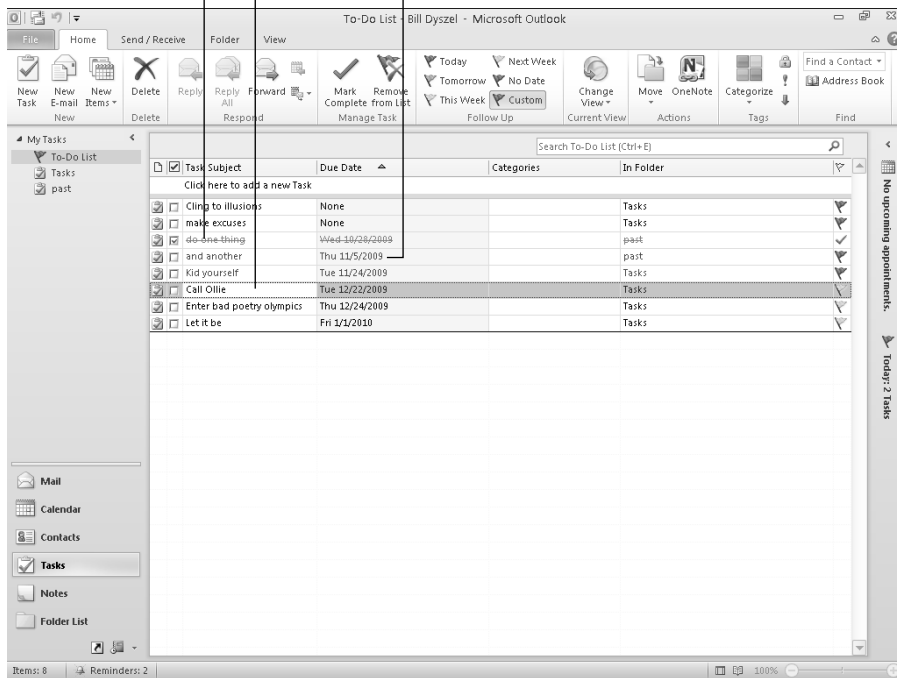 To-Do List - Bill Dyszel - Microsoft Outlook
File Home Send / Receive Folder View
New Task
New E-mail
New Items
Delete
Reply
Reply All
Forward
Mark Complete
Remove from List
Today
Tomorrow
This Week
Next Week
No Date
Custom
Change View
Move
OneNote
Categorize
Find a Contact
Address Book
New Delete Respond Manage Task Follow Up Current View Actions Tags Find
My Tasks
To-Do List
Tasks
past
Search To-Do List (Ctrl+E)
Task Subject Due Date Categories In Folder
Click here to add a new Task
Cling to illusions None Tasks
make excuses None Tasks
do one thing Wed 10/28/2009 past
and another Thu 11/5/2009 past
Kid yourself Tue 11/24/2009 Tasks
Call Ollie Tue 12/22/2009 Tasks
Enter bad poetry olympics Thu 12/24/2009 Tasks
Let it be Fri 1/1/2010 Tasks
No upcoming appointments.
Today: 2 Tasks
Mail
Calendar
Contacts
Tasks
Notes
Folder List
Items: 8 Reminders: 2 100%